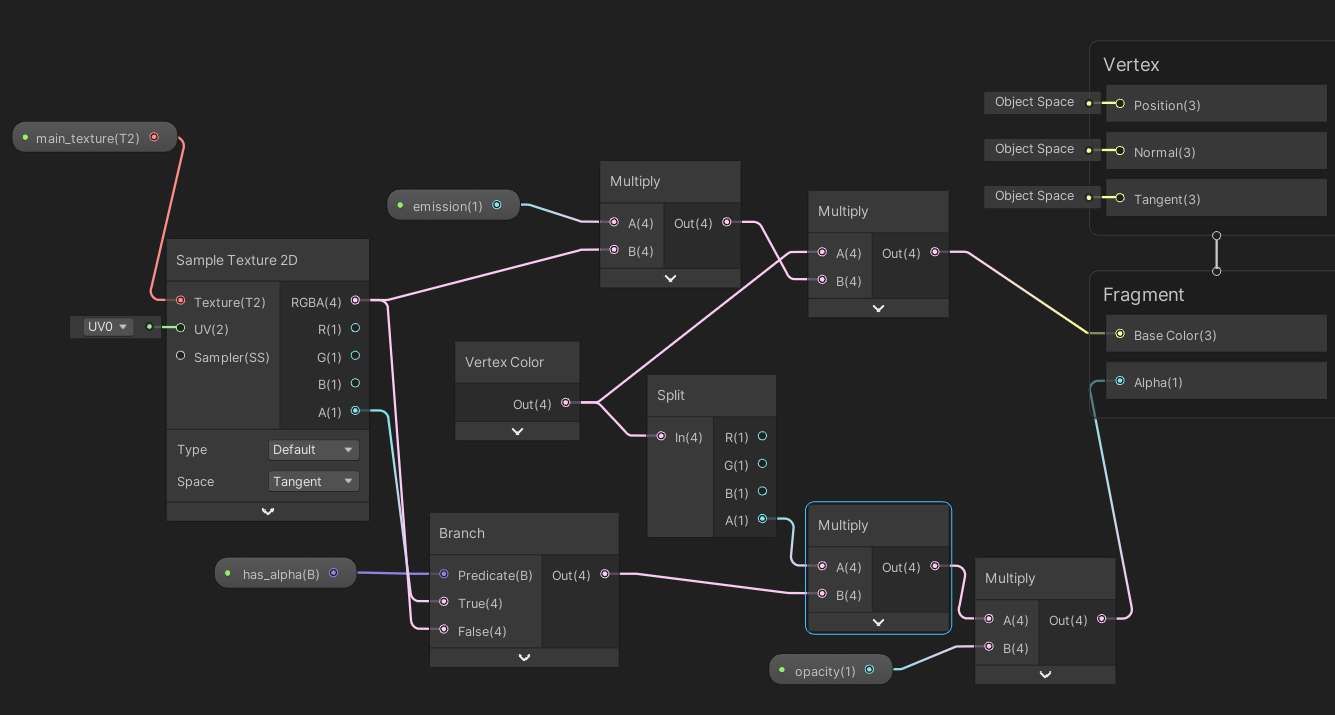 main_texture(T2)
Sample Texture 2D
Texture(T2)
RGBA(4)
UV0
UV(2)
R(1)
Sampler(SS)
G(1)
B(1)
A(1)
Type
Default
Space
Tangent
emission(1)
Multiply
A(4)
Out(4)
B(4)
Multiply
A(4)
Out(4)
B(4)
Vertex Color
Out(4)
Split
In(4)
R(1)
G(1)
B(1)
A(1)
has_alpha(B)
Branch
Predicate(B)
Out(4)
True(4)
False(4)
Multiply
A(4)
Out(4)
B(4)
opacity(1)
Multiply
A(4)
Out(4)
B(4)
Vertex
Object Space
Position(3)
Object Space
Normal(3)
Object Space
Tangent(3)
Fragment
Base Color(3)
Alpha(1)